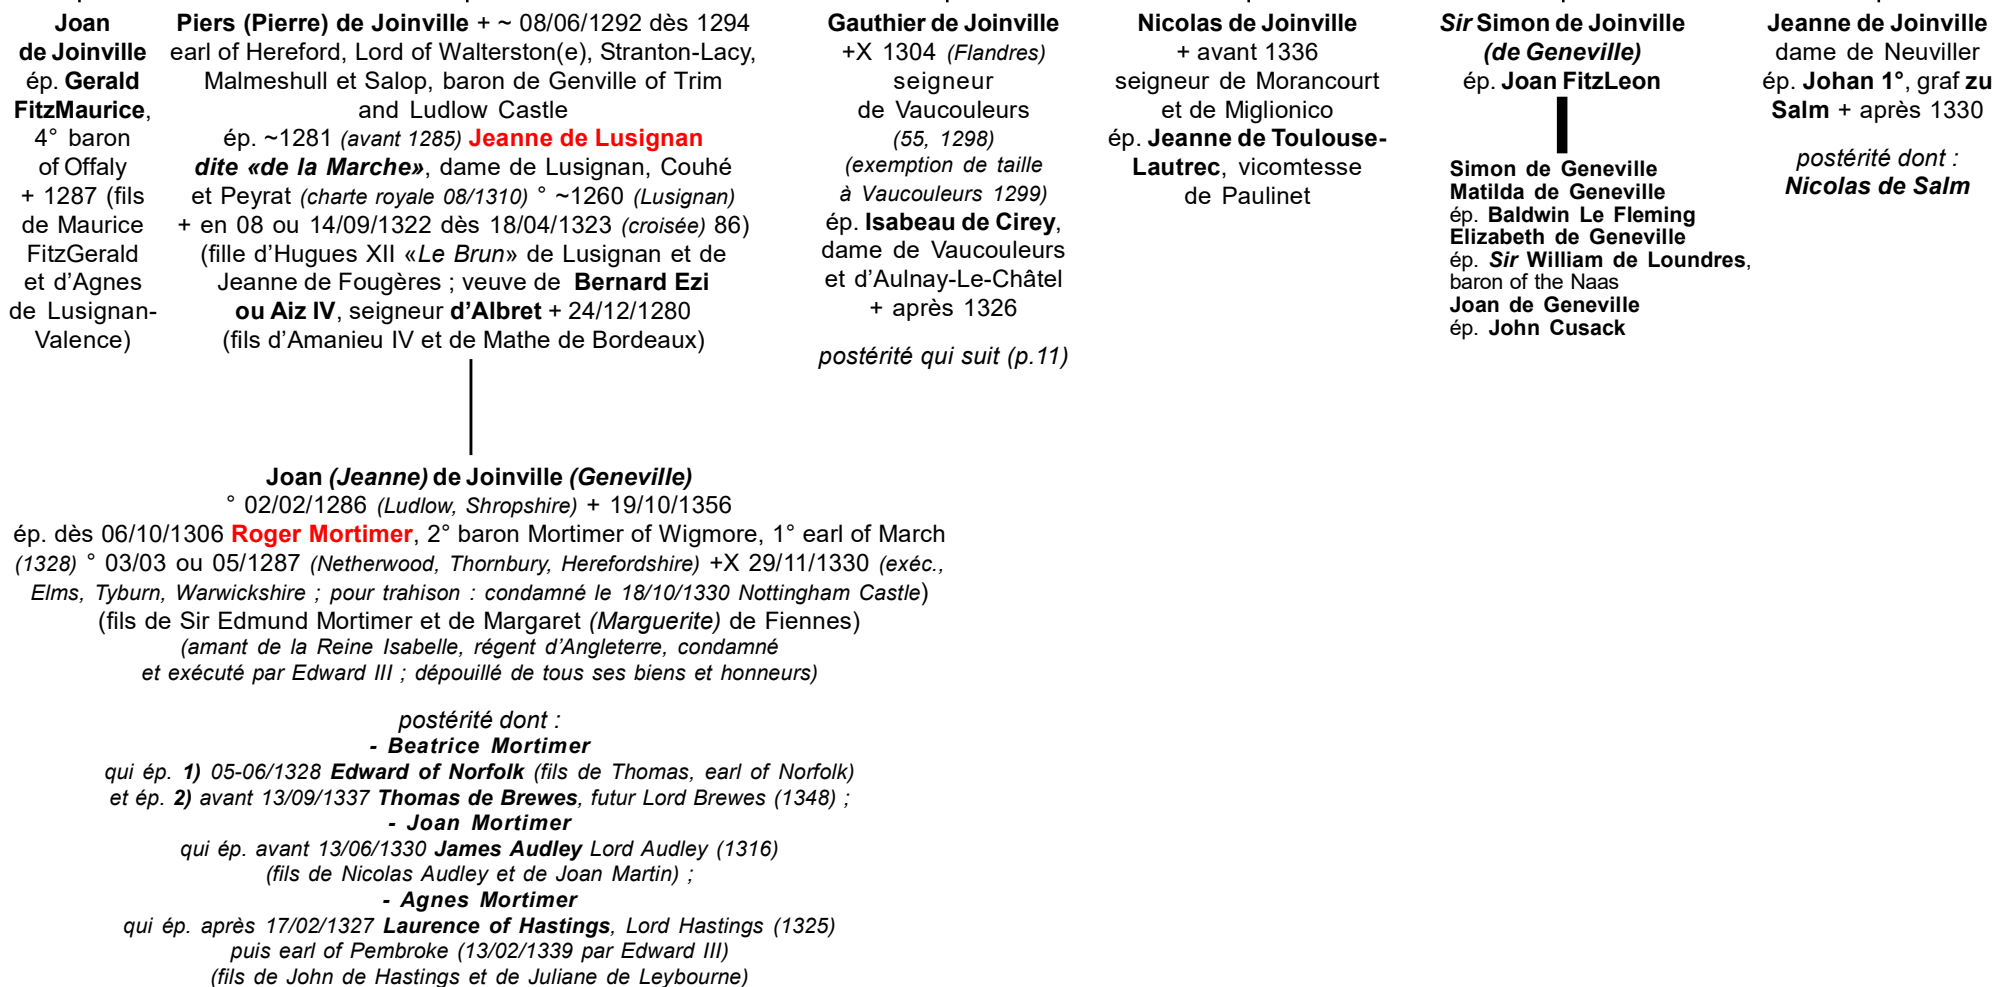 Joan
de Joinville
ép. Gerald
FitzMaurice,
4° baron
of Offaly
+ 1287 (fils
de Maurice
FitzGerald
et d'Agnes
de Lusignan-
Valence)
Piers (Pierre) de Joinville + ~ 08/06/1292 dès 1294
earl of Hereford, Lord of Walterston(e), Stranton-Lacy,
Malmeshull et Salop, baron de Genville of Trim
and Ludlow Castle
ép. ~1281 (avant 1285) Jeanne de Lusignan
dite «de la Marche», dame de Lusignan, Couhé
et Peyrat (charte royale 08/1310) ° ~1260 (Lusignan)
+ en 08 ou 14/09/1322 dès 18/04/1323 (croisée) 86)
(fille d'Hugues XII «Le Brun» de Lusignan et de
Jeanne de Fougères ; veuve de Bernard Ezi
ou Aiz IV, seigneur d'Albret + 24/12/1280
(fils d'Amanieu IV et de Mathe de Bordeaux)
Gauthier de Joinville
+X 1304 (Flandres)
seigneur
de Vaucouleurs
(55, 1298)
(exemption de taille
à Vaucouleurs 1299)
ép. Isabeau de Cirey,
dame de Vaucouleurs
et d'Aulnay-Le-Châtel
+ après 1326
postérité qui suit (p.11)
Nicolas de Joinville
+ avant 1336
seigneur de Morancourt
et de Miglionico
ép. Jeanne de Toulouse-
Lautrec, vicomtesse
de Paulinet
Sir Simon de Joinville
(de Geneville)
ép. Joan FitzLeon
Simon de Geneville
Matilda de Geneville
ép. Baldwin Le Fleming
Elizabeth de Geneville
ép. Sir William de Loundres,
baron of the Naas
Joan de Geneville
ép. John Cusack
Jeanne de Joinville
dame de Neuviller
ép. Johan 1°, graf zu
Salm + après 1330
postérité dont :
Nicolas de Salm
Joan (Jeanne) de Joinville (Geneville)
° 02/02/1286 (Ludlow, Shropshire) + 19/10/1356
ép. dès 06/10/1306 Roger Mortimer, 2° baron Mortimer of Wigmore, 1° earl of March
(1328) ° 03/03 ou 05/1287 (Netherwood, Thornbury, Herefordshire) +X 29/11/1330 (exéc.,
Elms, Tyburn, Warwickshire ; pour trahison : condamné le 18/10/1330 Nottingham Castle)
(fils de Sir Edmund Mortimer et de Margaret (Marguerite) de Fiennes)
(amant de la Reine Isabelle, régent d'Angleterre, condamné
et exécuté par Edward III ; dépouillé de tous ses biens et honneurs)
postérité dont :
- Beatrice Mortimer
qui ép. 1) 05-06/1328 Edward of Norfolk (fils de Thomas, earl of Norfolk)
et ép. 2) avant 13/09/1337 Thomas de Brewes, futur Lord Brewes (1348) ;
- Joan Mortimer
qui ép. avant 13/06/1330 James Audley Lord Audley (1316)
(fils de Nicolas Audley et de Joan Martin) ;
- Agnes Mortimer
qui ép. après 17/02/1327 Laurence of Hastings, Lord Hastings (1325)
puis earl of Pembroke (13/02/1339 par Edward III)
(fils de John de Hastings et de Juliane de Leybourne)